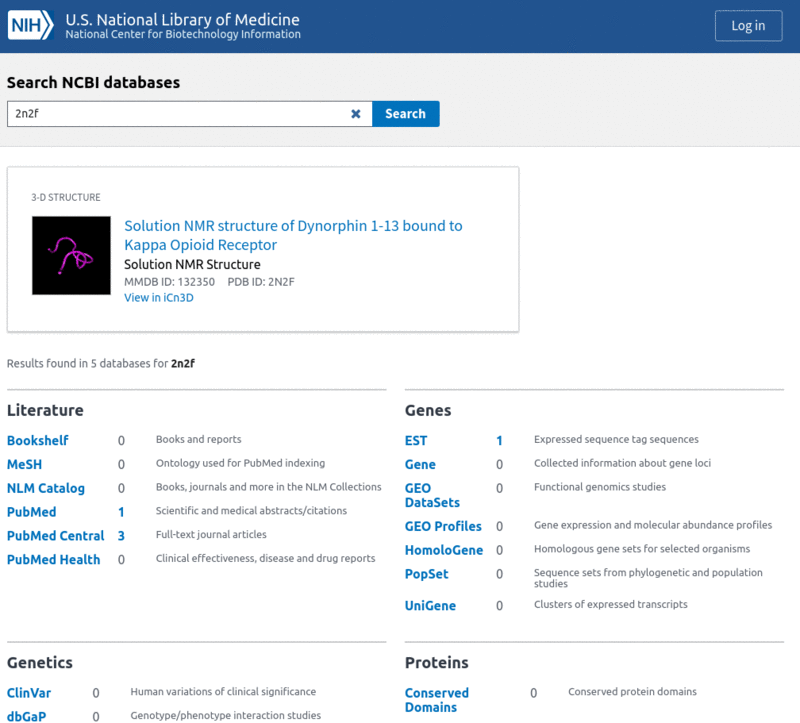 NIH U.S. National Library of Medicine
National Center for Biotechnology Information
Log in
Search NCBI databases
2n2f
Search
3-D STRUCTURE
Solution NMR structure of Dynorphin 1-13 bound to
Kappa Opioid Receptor
Solution NMR Structure
MMDB ID: 132350 PDB ID: 2N2F
View in iCn3D
Results found in 5 databases for 2n2f
Literature
Bookshelf 0 Books and reports
MeSH 0 Ontology used for PubMed indexing
NLM Catalog 0 Books, journals and more in the NLM Collections
PubMed 1 Scientific and medical abstracts/citations
PubMed Central 3 Full-text journal articles
PubMed Health 0 Clinical effectiveness, disease and drug reports
Genes
EST 1 Expressed sequence tag sequences
Gene 0 Collected information about gene loci
GEO 0 Functional genomics studies
DataSets
GEO Profiles 0 Gene expression and molecular abundance profiles
HomoloGene 0 Homologous gene sets for selected organisms
PopSet 0 Sequence sets from phylogenetic and population
studies
UniGene 0 Clusters of expressed transcripts
Genetics
ClinVar 0 Human variations of clinical significance
dbGaP 0 Genotype/phenotype interaction studies
Proteins
Conserved 0 Conserved protein domains
Domains